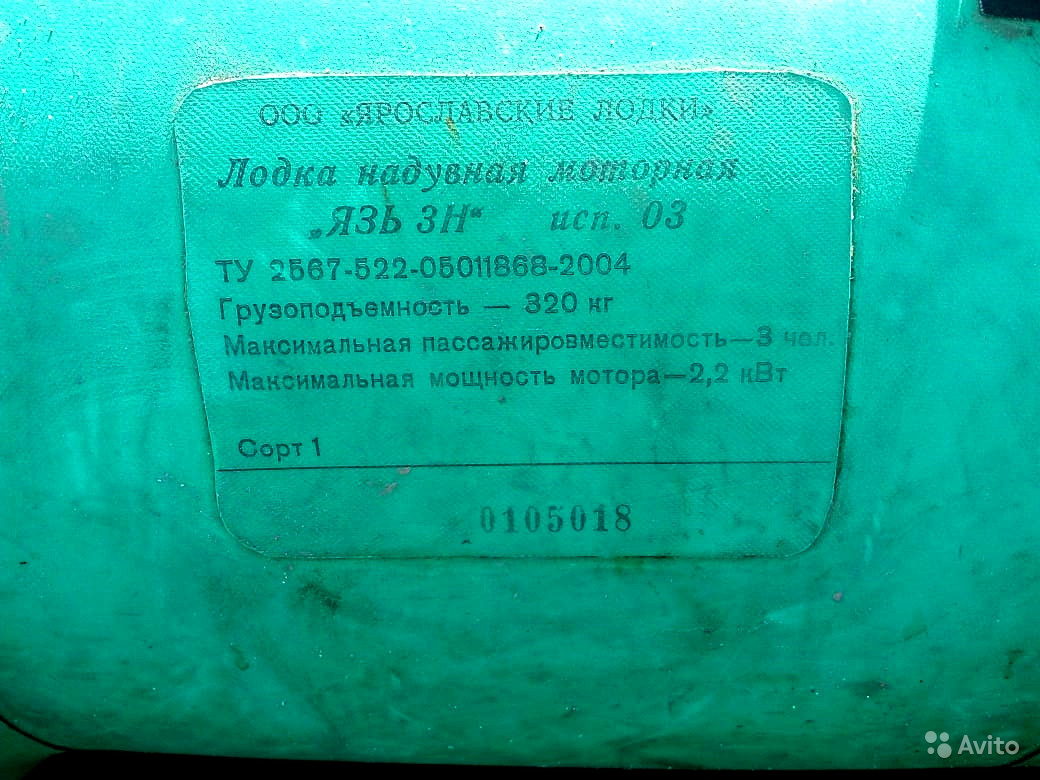 ООО «ЯРОСЛАВСКИЕ ЛОДКИ»
Лодка надувная моторная
„ЯЗЬ 3Н“ исп. 03
ТУ 2567-522-05011868-2004
Грузоподъемность — 320 кг
Максимальная пассажировместимость—3 чел.
Максимальная мощность мотора—2,2 кВт
Сорт 1
0105018
Avito